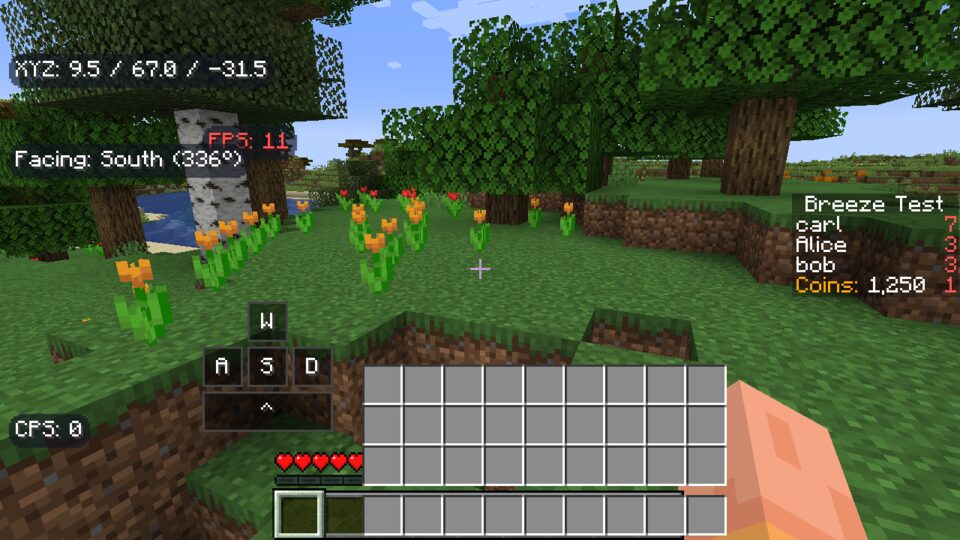 XYZ: 9.5 / 67.0 / -31.5
FPS: 11
Facing: South (336°)
Breeze Test
carl 7
Alice 3
bob 3
Coins: 1,250 1
W
A S D
^
CPS: 0